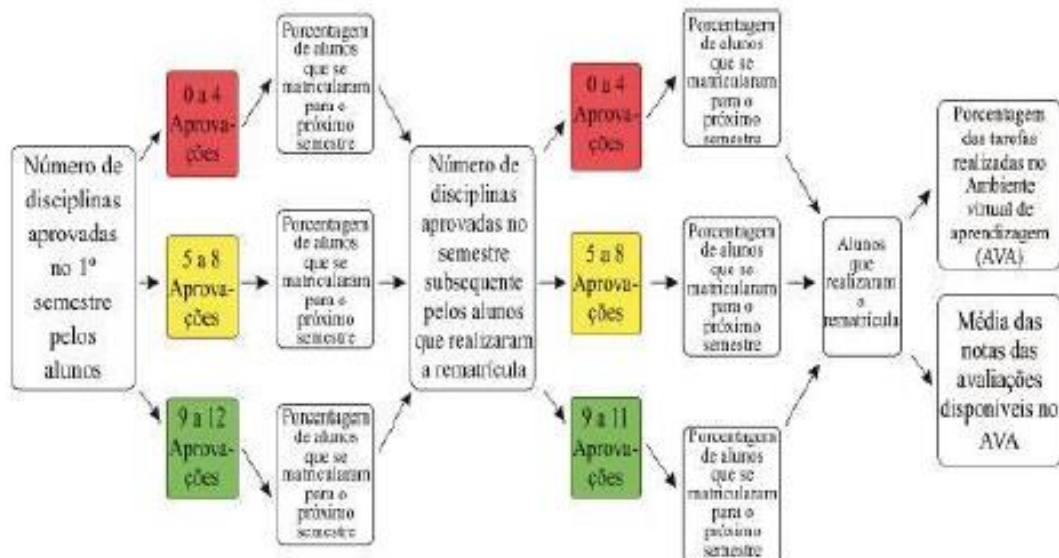 Número de
disciplinas
aprovadas
no 1º
semestre
pelos
alunos
0 a 4
Aprova-
ções
5 a 8
Aprova-
ções
9 a 12
Aprova-
ções
Porcentagem
de alunos
que se
matricularam
para o
próximo
semestre
Porcentagem
de alunos
que se
matricularam
para o
próximo
semestre
Porcentagem
de alunos
que se
matricularam
para o
próximo
semestre
Número de
disciplinas
aprovadas no
semestre
subsequente
pelos alunos
que realizaram
a rematrícula
0 a 4
Aprova-
ções
5 a 8
Aprova-
ções
9 a 11
Aprova-
ções
Porcentagem
de alunos
que se
matricularam
para o
próximo
semestre
Porcentagem
de alunos
que se
matricularam
para o
próximo
semestre
Porcentagem
de alunos
que se
matricularam
para o
próximo
semestre
Alunos
que
realizaram
a
rematrícula
Porcentagem
das tarefas
realizadas no
Ambiente
virtual de
aprendizagem
(AVA)
Média das
notas das
avaliações
disponíveis no
AVA